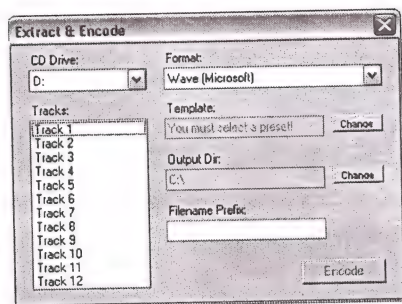 Extract & Encode
CD Drive:
D:
Format:
Wave (Microsoft)
Tracks:
Track 1
Track 2
Track 3
Track 4
Track 5
Track 6
Track 7
Track 8
Track 9
Track 10
Track 11
Track 12
Template:
You must select a preset!
Change
Output Dir:
C:\
Change
Filename Prefix:
Encode